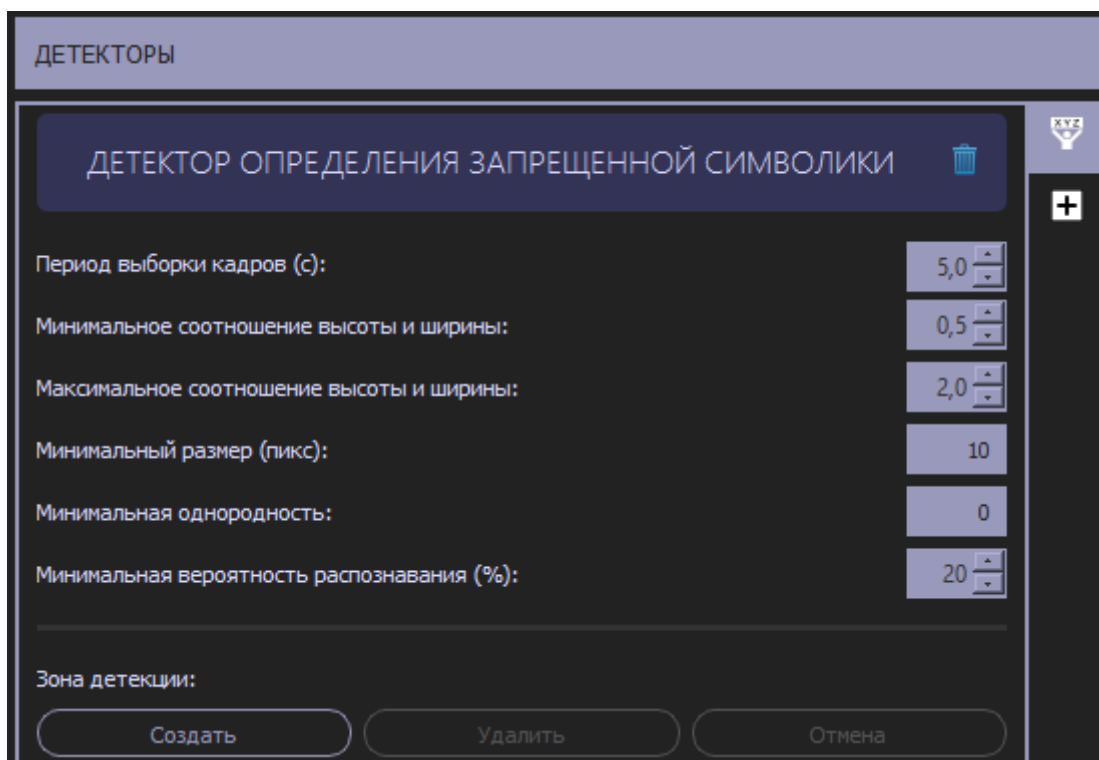 ДЕТЕКТОРЫ
XYZ
ДЕТЕКТОР ОПРЕДЕЛЕНИЯ ЗАПРЕЩЕННОЙ СИМВОЛИКИ
Период выборки кадров (с): 5,0
Минимальное соотношение высоты и ширины: 0,5
Максимальное соотношение высоты и ширины: 2,0
Минимальный размер (пикс): 10
Минимальная однородность: 0
Минимальная вероятность распознавания (%): 20
Зона детекции:
Создать Удалить Отмена